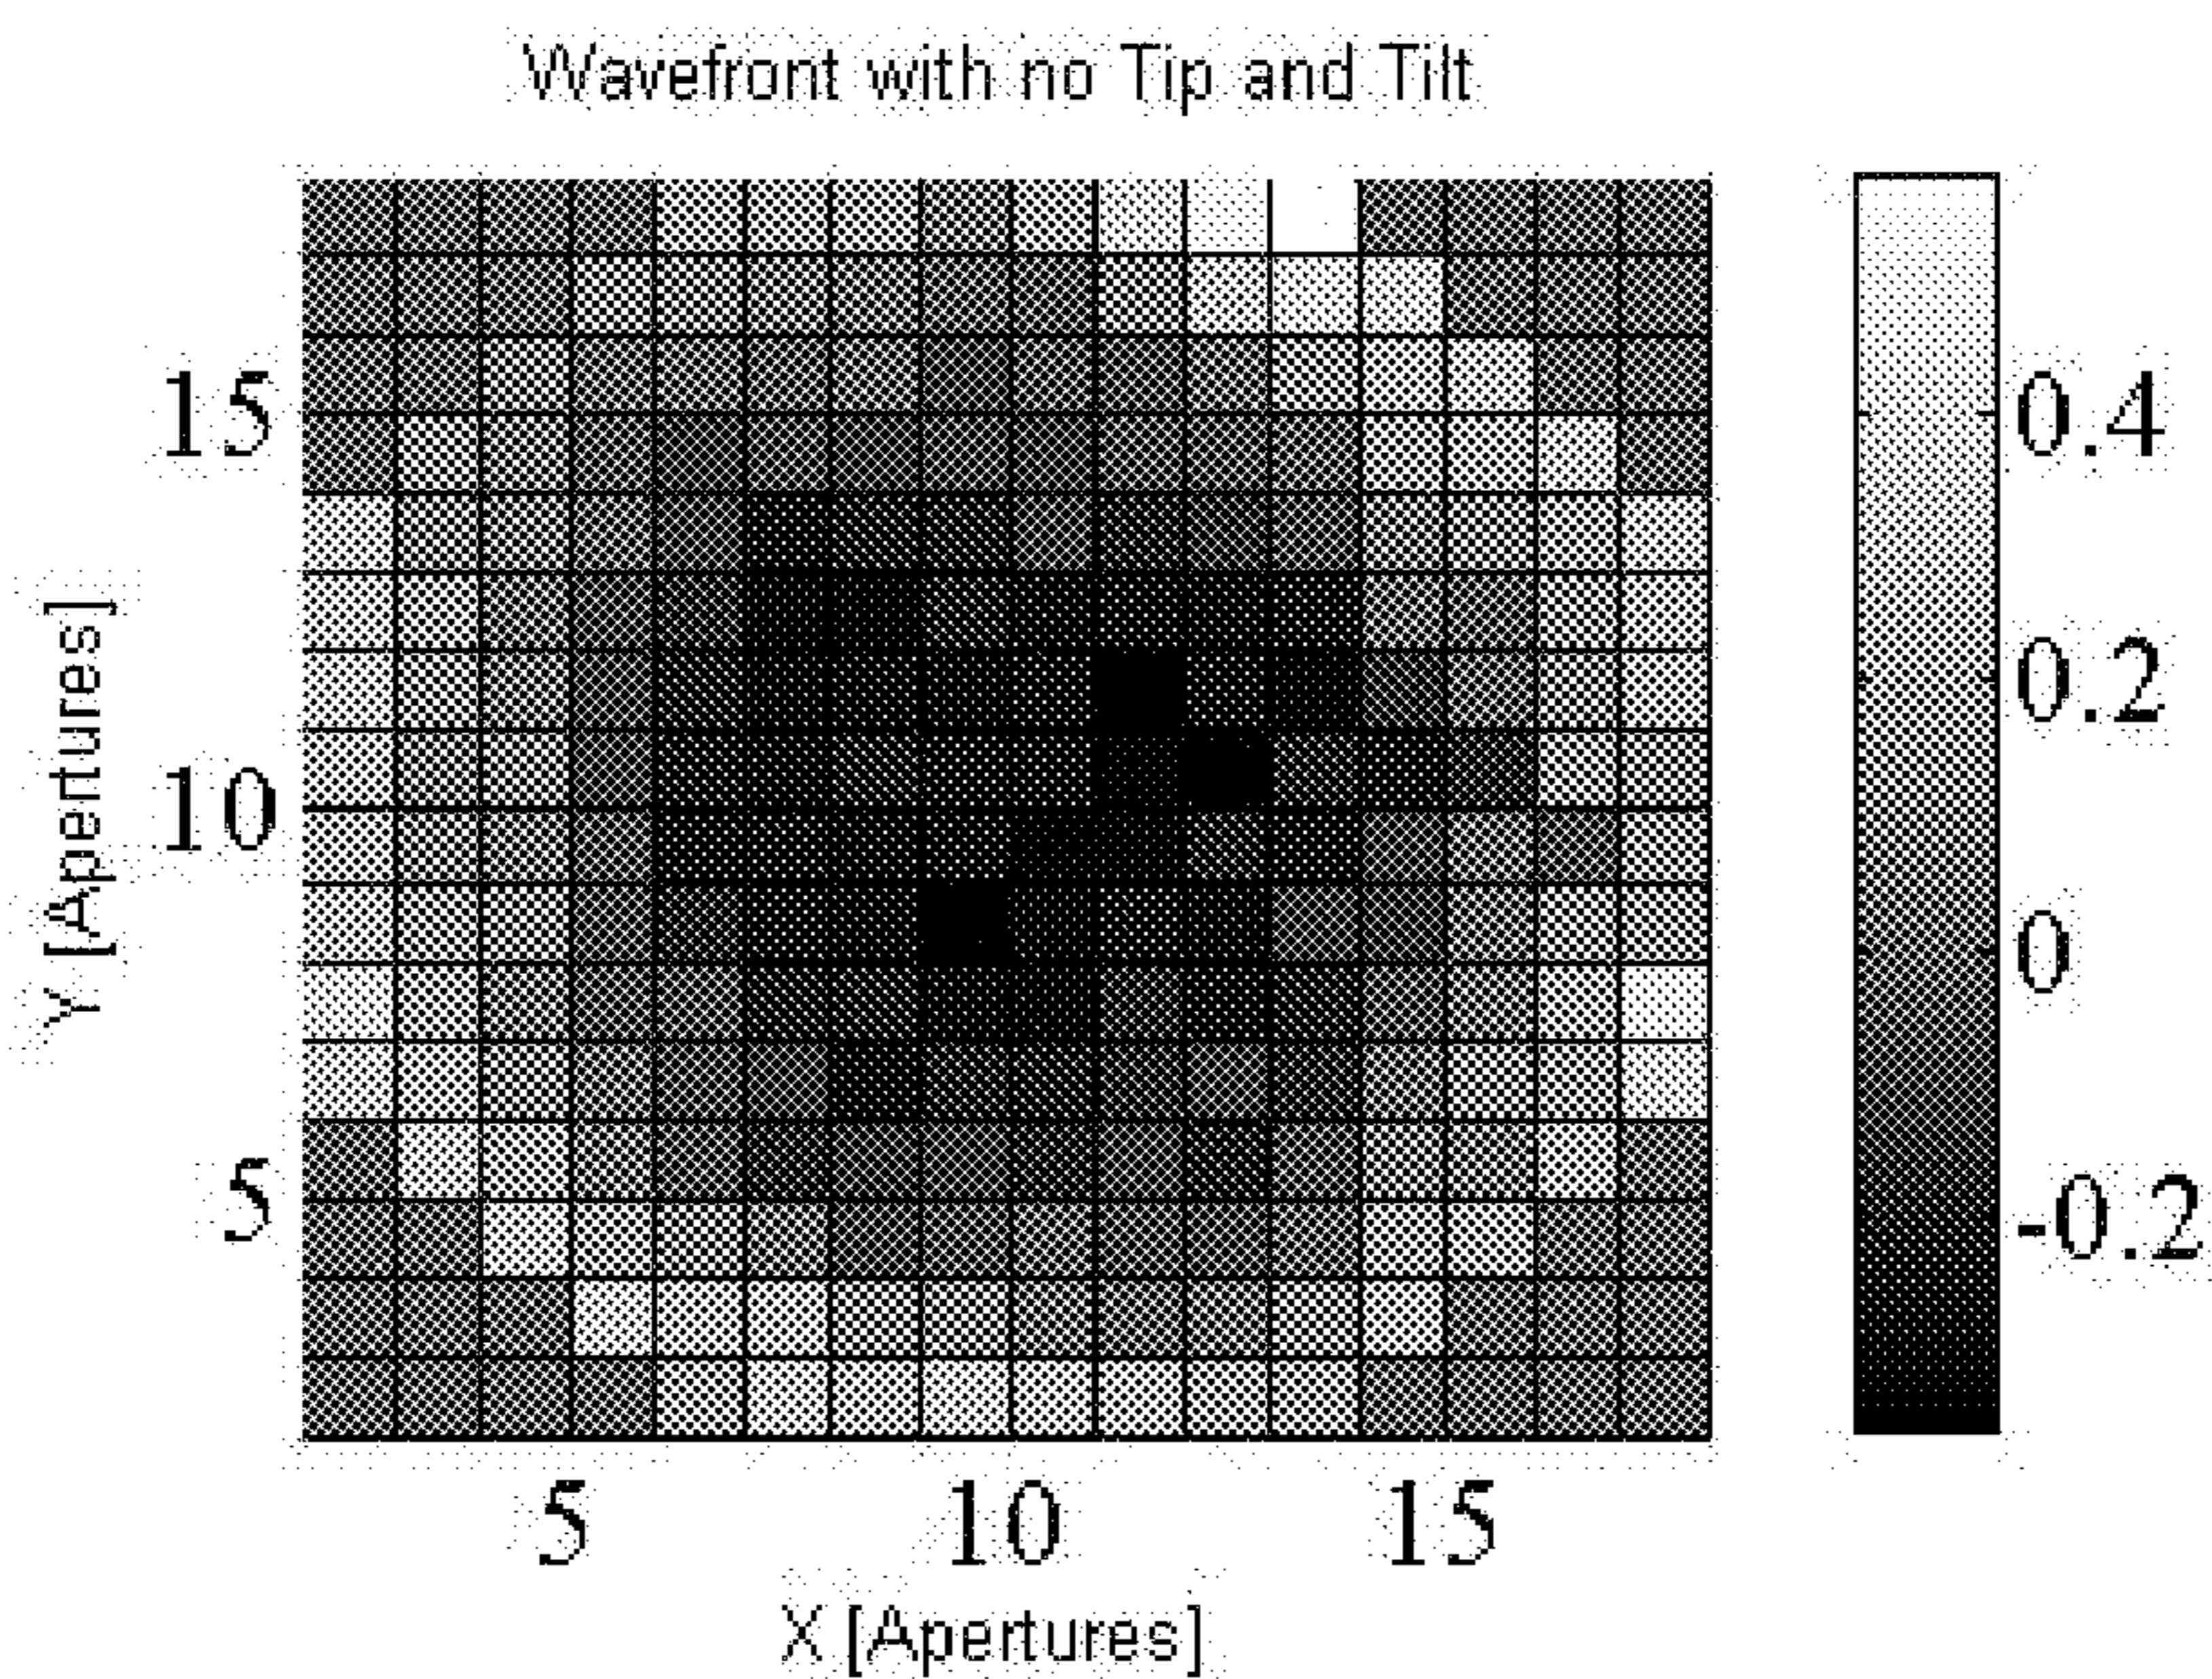 Wavefront with no Tip and Tilt
15
10
5
Y [Apertures]
5 10 15
X [Apertures]
0.4
0.2
0
-0.2